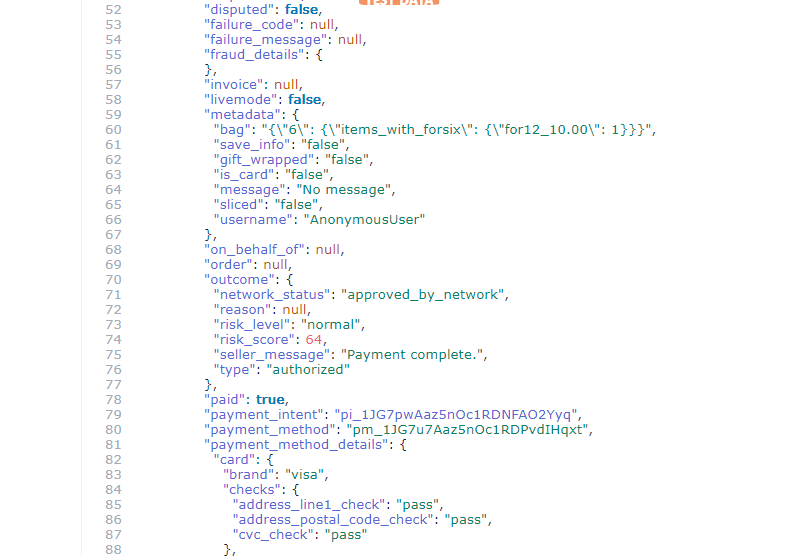 TEST DATA
52 "disputed": false,
53 "failure_code": null,
54 "failure_message": null,
55 "fraud_details": {
56 },
57 "invoice": null,
58 "livemode": false,
59 "metadata": {
60 "bag": "{\"6\": {\"items_with_forsix\": {\"for12_10.00\": 1}}}",
61 "save_info": "false",
62 "gift_wrapped": "false",
63 "is_card": "false",
64 "message": "No message",
65 "sliced": "false",
66 "username": "AnonymousUser"
67 },
68 "on_behalf_of": null,
69 "order": null,
70 "outcome": {
71 "network_status": "approved_by_network",
72 "reason": null,
73 "risk_level": "normal",
74 "risk_score": 64,
75 "seller_message": "Payment complete.",
76 "type": "authorized"
77 },
78 "paid": true,
79 "payment_intent": "pi_1JG7pwAaz5nOc1RDNFAO2Yyq",
80 "payment_method": "pm_1JG7u7Aaz5nOc1RDPvdIHqxt",
81 "payment_method_details": {
82 "card": {
83 "brand": "visa",
84 "checks": {
85 "address_line1_check": "pass",
86 "address_postal_code_check": "pass",
87 "cvc_check": "pass"
88 },